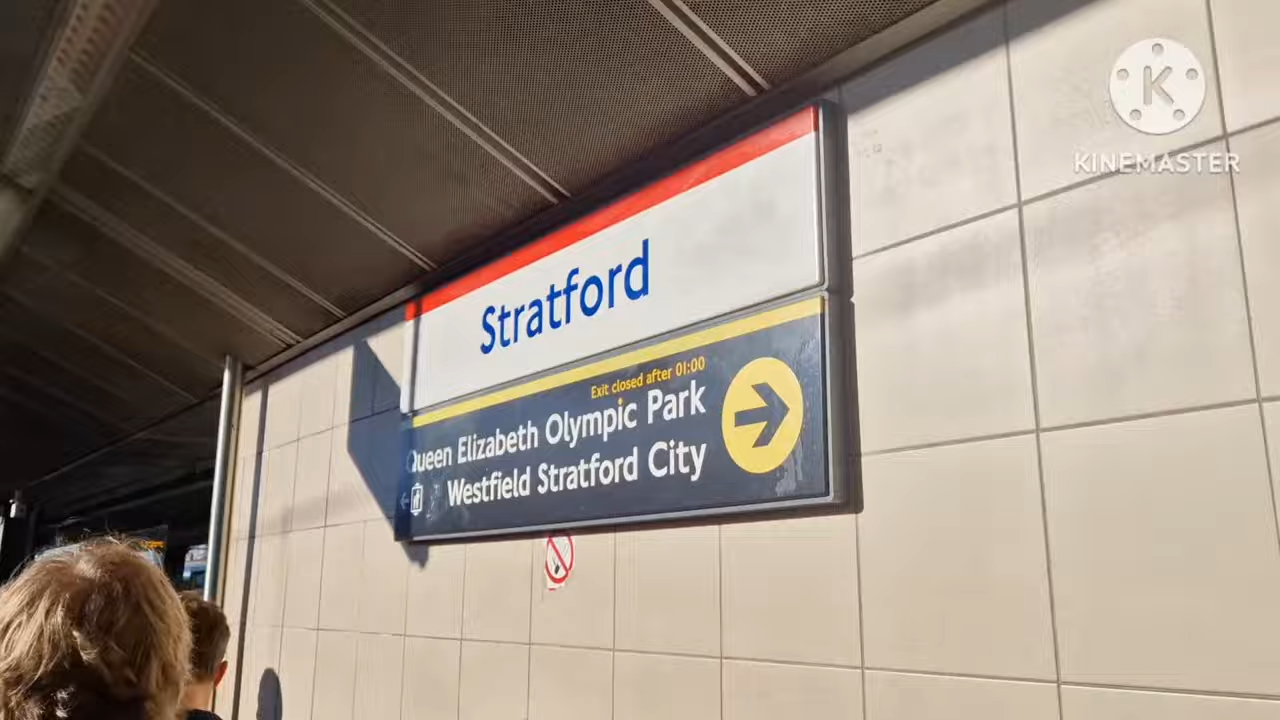 K
KINEMASTER
Stratford
Exit closed after 01:00
Queen Elizabeth Olympic Park
Westfield Stratford City